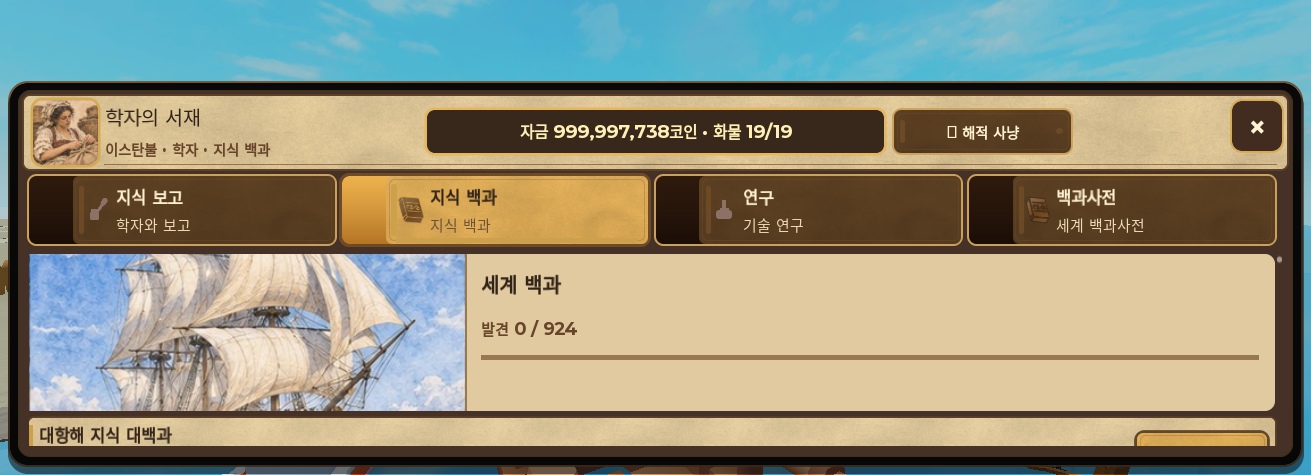 학자의 서재
이스탄불 • 학자 • 지식 백과
자금 999,997,738코인 • 화물 19/19
해적 사냥
×
지식 보고
학자와 보고
지식 백과
지식 백과
연구
기술 연구
백과사전
세계 백과사전
세계 백과
발견 0 / 924
대항해 지식 대백과